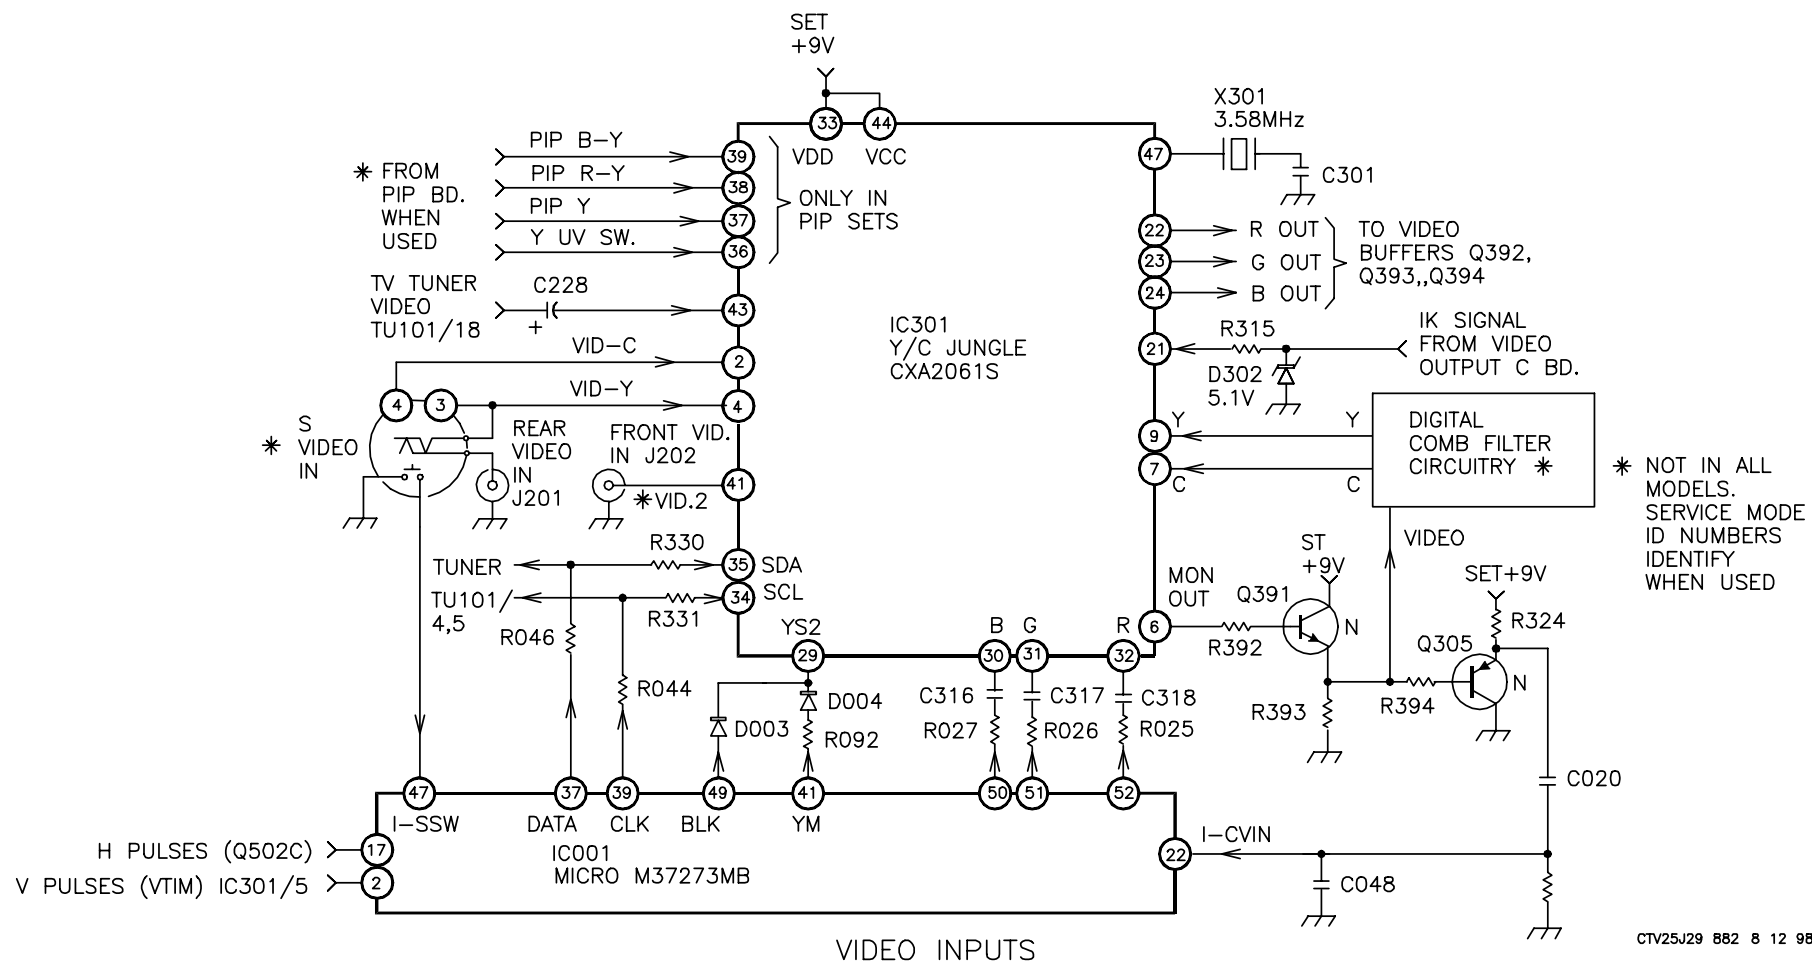 SET
+9V
X301
3.58MHz
33
44
VDD
VCC
47
C301
PIP B-Y
39
PIP R-Y
38
PIP Y
37
Y UV SW.
36
* FROM
PIP BD.
WHEN
USED
ONLY IN
PIP SETS
22
R OUT
23
G OUT
24
B OUT
TO VIDEO
BUFFERS Q392,
Q393,,Q394
TV TUNER
VIDEO
TU101/18
C228
+
43
IC301
Y/C JUNGLE
CXA2061S
R315
21
D302
5.1V
IK SIGNAL
FROM VIDEO
OUTPUT C BD.
VID-C
2
VID-Y
4
4
3
* S
VIDEO
IN
REAR
VIDEO
IN
J201
FRONT VID.
IN J202
41
*VID.2
9
Y
Y
7
C
C
DIGITAL
COMB FILTER
CIRCUITRY *
* NOT IN ALL
MODELS.
SERVICE MODE
ID NUMBERS
IDENTIFY
WHEN USED
VIDEO
TUNER
TU101/
4,5
R330
35
SDA
R331
34
SCL
R046
R044
YS2
29
B
30
G
31
R
32
MON
OUT
6
R392
Q391
ST
+9V
N
R393
R394
Q305
SET+9V
R324
N
D003
D004
R092
C316
R027
C317
R026
C318
R025
C020
47
37
39
49
41
50
51
52
I-SSW
DATA
CLK
BLK
YM
IC001
MICRO M37273MB
22
I-CVIN
C048
H PULSES (Q502C)
17
V PULSES (VTIM) IC301/5
2
VIDEO INPUTS
CTV25J29 882 8 12 98